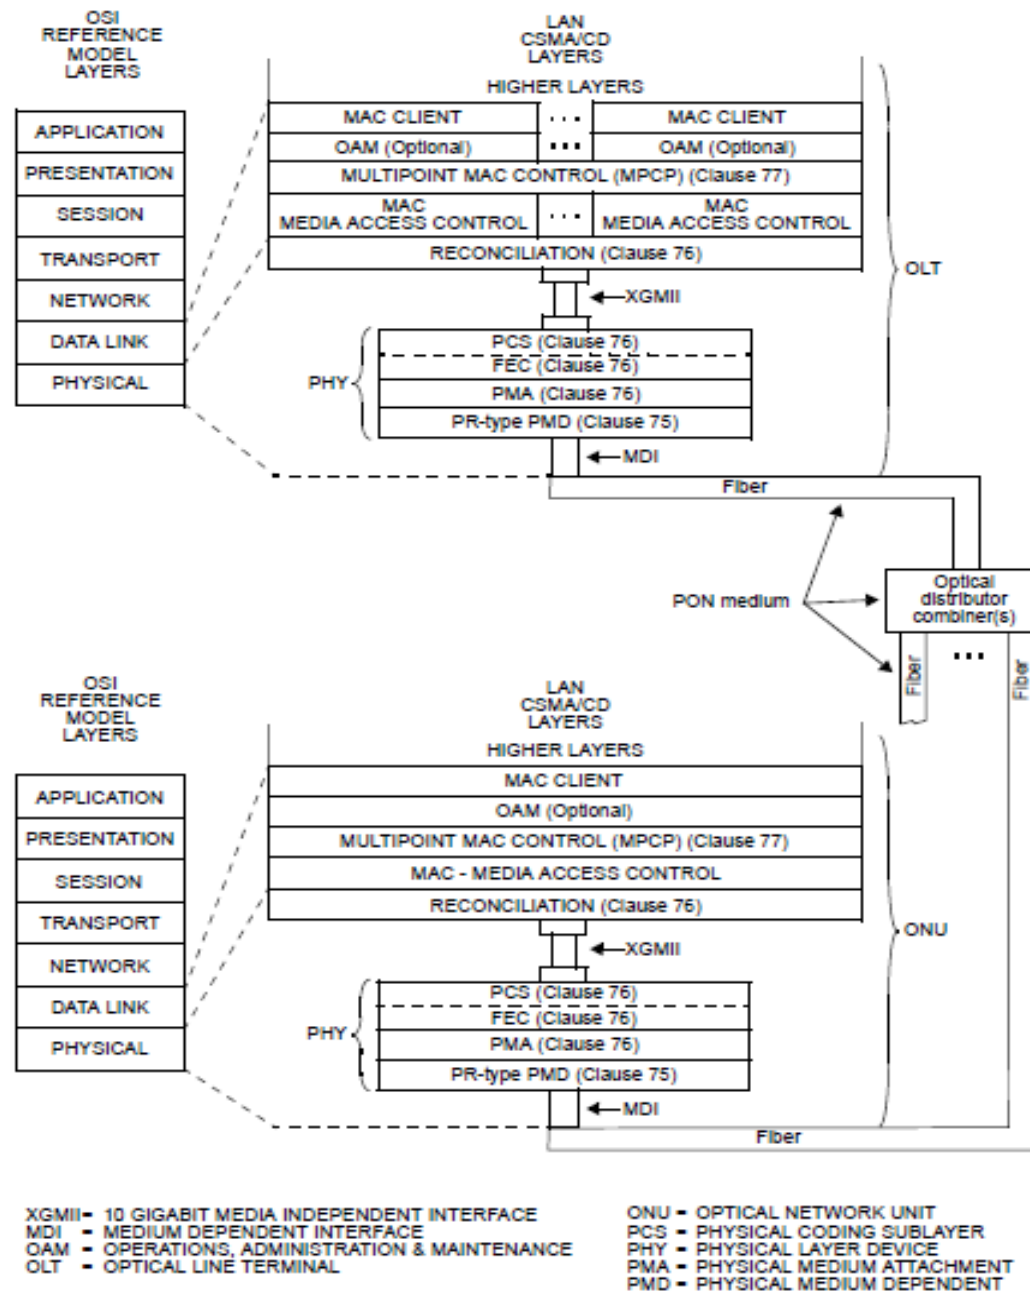 OSI
REFERENCE
MODEL
LAYERS
LAN
CSMA/CD
LAYERS
HIGHER LAYERS
APPLICATION
PRESENTATION
SESSION
TRANSPORT
NETWORK
DATA LINK
PHYSICAL
MAC CLIENT
... MAC CLIENT
OAM (Optional)
... OAM (Optional)
MULTIPOINT MAC CONTROL (MPCP) (Clause 77)
MAC
MEDIA ACCESS CONTROL
... MAC
MEDIA ACCESS CONTROL
RECONCILIATION (Clause 76)
OLT
XGMII
PHY
PCS (Clause 76)
FEC (Clause 76)
PMA (Clause 76)
PR-type PMD (Clause 75)
MDI
Fiber
PON medium
Optical
distributor
combiner(s)
Fiber
...
Fiber
OSI
REFERENCE
MODEL
LAYERS
LAN
CSMA/CD
LAYERS
HIGHER LAYERS
APPLICATION
PRESENTATION
SESSION
TRANSPORT
NETWORK
DATA LINK
PHYSICAL
MAC CLIENT
OAM (Optional)
MULTIPOINT MAC CONTROL (MPCP) (Clause 77)
MAC - MEDIA ACCESS CONTROL
RECONCILIATION (Clause 76)
ONU
XGMII
PHY
PCS (Clause 76)
FEC (Clause 76)
PMA (Clause 76)
PR-type PMD (Clause 75)
MDI
Fiber
XGMII= 10 GIGABIT MEDIA INDEPENDENT INTERFACE
MDI = MEDIUM DEPENDENT INTERFACE
OAM = OPERATIONS, ADMINISTRATION & MAINTENANCE
OLT = OPTICAL LINE TERMINAL
ONU = OPTICAL NETWORK UNIT
PCS = PHYSICAL CODING SUBLAYER
PHY = PHYSICAL LAYER DEVICE
PMA = PHYSICAL MEDIUM ATTACHMENT
PMD = PHYSICAL MEDIUM DEPENDENT